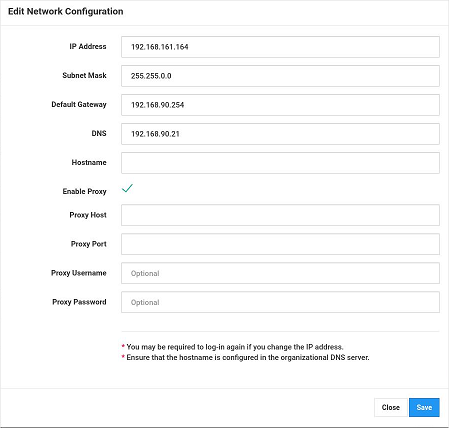 Edit Network Configuration
IP Address 192.168.161.164
Subnet Mask 255.255.0.0
Default Gateway 192.168.90.254
DNS 192.168.90.21
Hostname
Enable Proxy
Proxy Host
Proxy Port
Proxy Username Optional
Proxy Password Optional
* You may be required to log-in again if you change the IP address.
* Ensure that the hostname is configured in the organizational DNS server.
Close Save